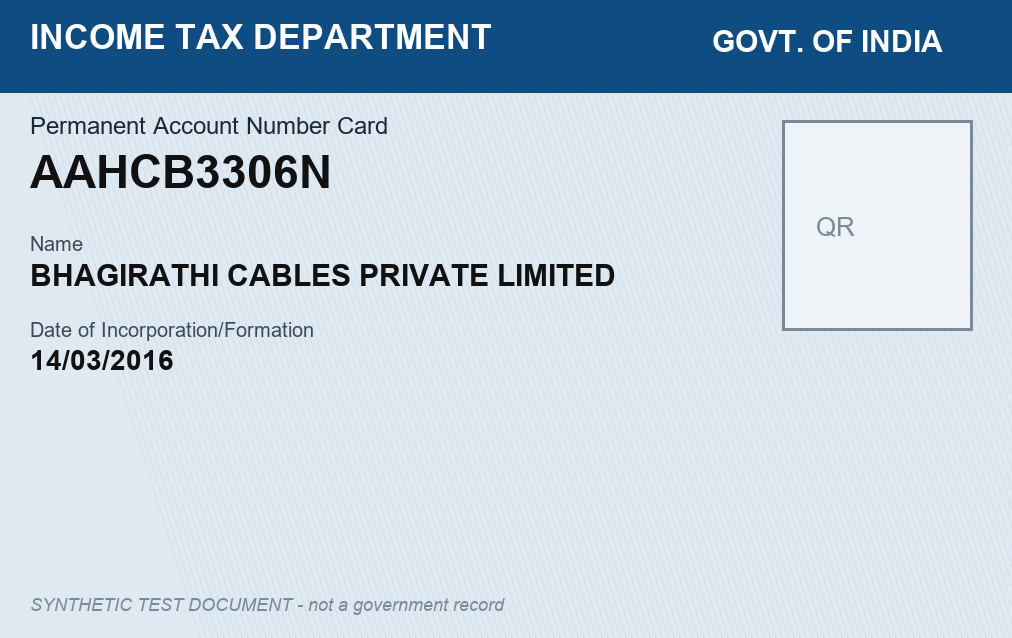 INCOME TAX DEPARTMENT
GOVT. OF INDIA
Permanent Account Number Card
AAHCB3306N
QR
Name
BHAGIRATHI CABLES PRIVATE LIMITED
Date of Incorporation/Formation
14/03/2016
SYNTHETIC TEST DOCUMENT - not a government record